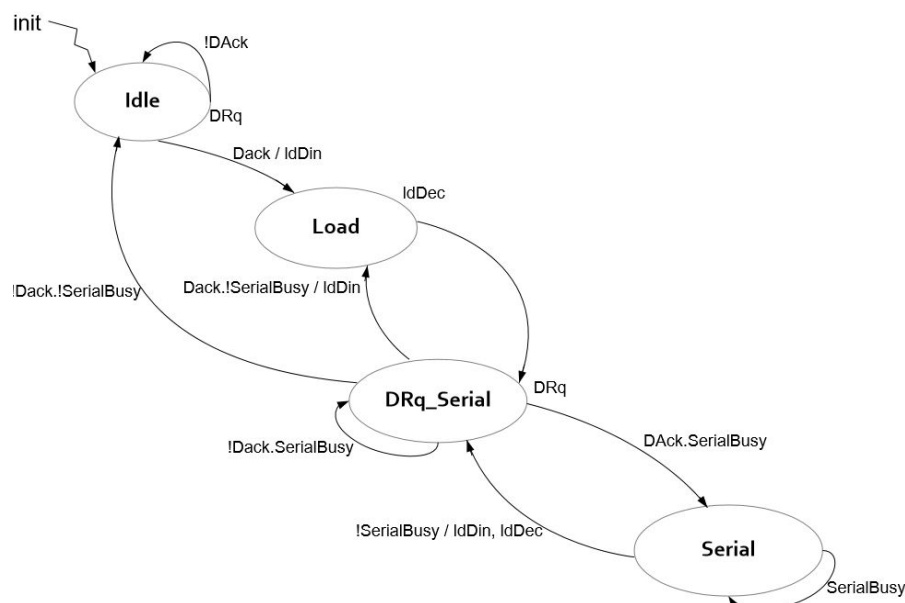 init
!DAck
Idle
DRq
Dack / ldDin
ldDec
Load
!Dack.!SerialBusy
Dack.!SerialBusy / ldDin
DRq_Serial
DRq
!Dack.SerialBusy
DAck.SerialBusy
!SerialBusy / ldDin, ldDec
Serial
SerialBusy